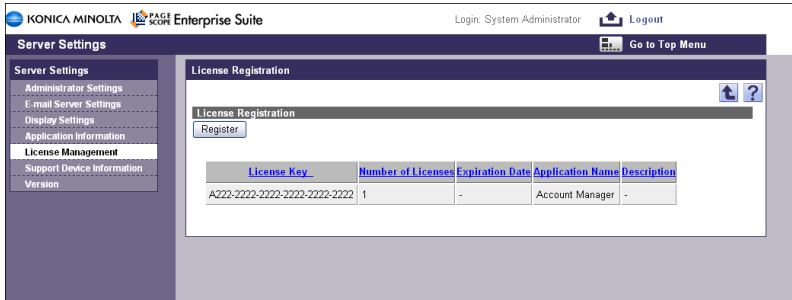 KONICA MINOLTA PAGE SCOPE Enterprise Suite Login: System Administrator Logout
Server Settings Go to Top Menu
Server Settings
Administrator Settings
E-mail Server Settings
Display Settings
Application Information
License Management
Support Device Information
Version
License Registration
?
License Registration
Register
License Key Number of Licenses Expiration Date Application Name Description
A222-2222-2222-2222-2222-2222 1 - Account Manager -